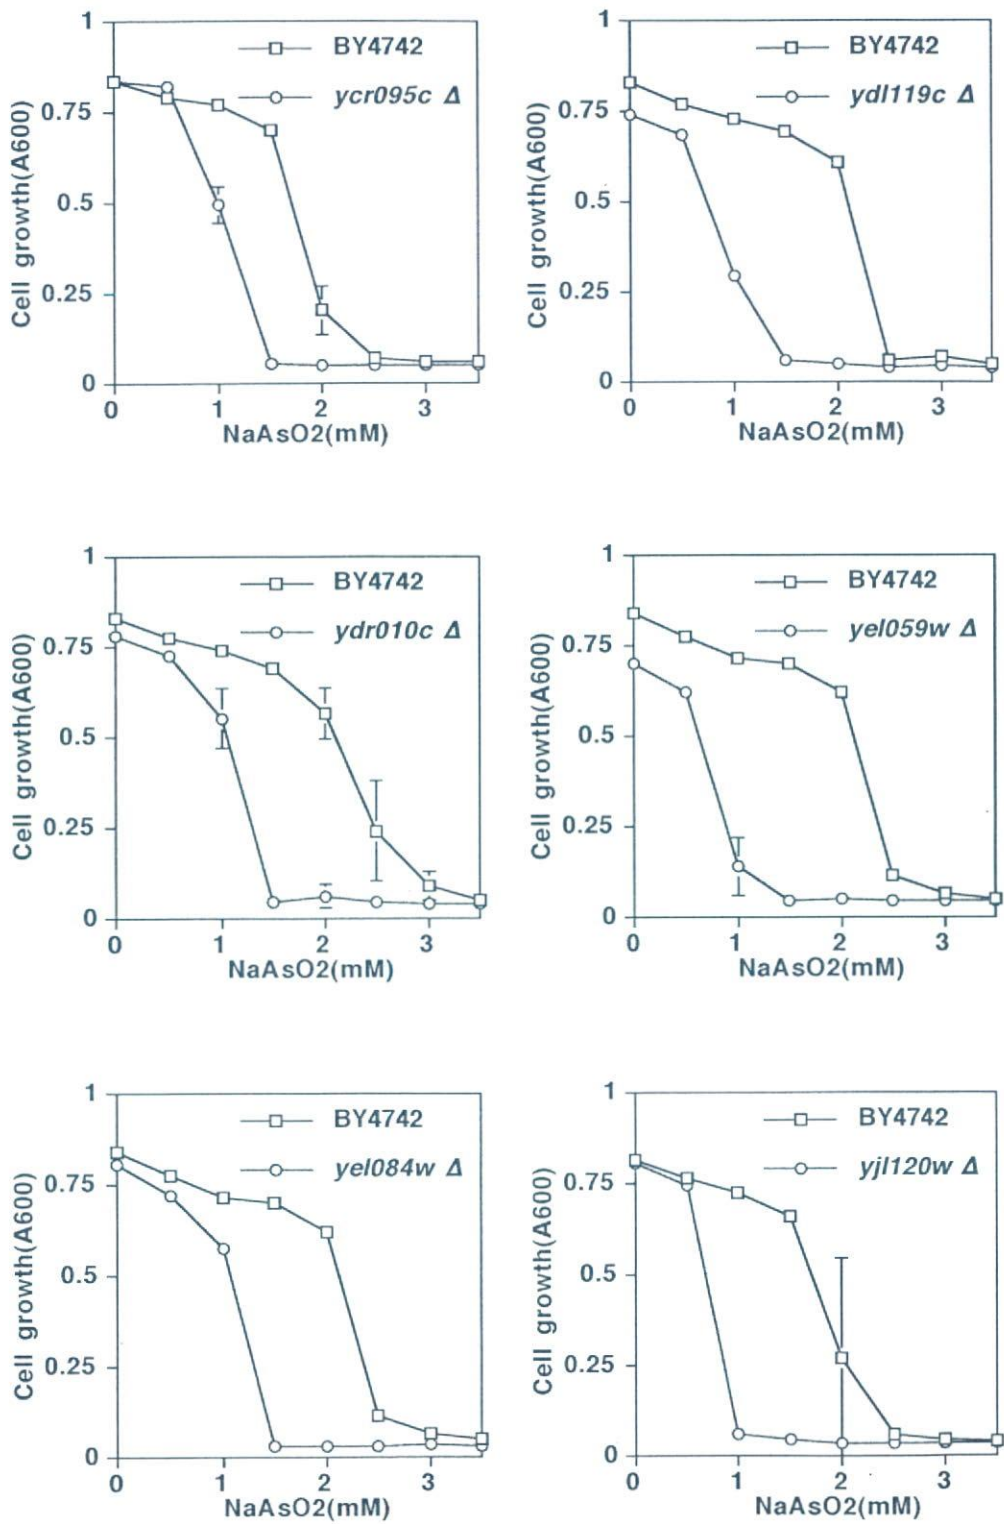 1
BY4742
ycr095c Δ
0.75
0.5
0.25
0
Cell growth(A600)
0 1 2 3
NaAsO2(mM)
1
BY4742
ydl119c Δ
0.75
0.5
0.25
0
Cell growth(A600)
0 1 2 3
NaAsO2(mM)
1
BY4742
ydr010c Δ
0.75
0.5
0.25
0
Cell growth(A600)
0 1 2 3
NaAsO2(mM)
1
BY4742
yel059w Δ
0.75
0.5
0.25
0
Cell growth(A600)
0 1 2 3
NaAsO2(mM)
1
BY4742
yel084w Δ
0.75
0.5
0.25
0
Cell growth(A600)
0 1 2 3
NaAsO2(mM)
1
BY4742
yjl120w Δ
0.75
0.5
0.25
0
Cell growth(A600)
0 1 2 3
NaAsO2(mM)